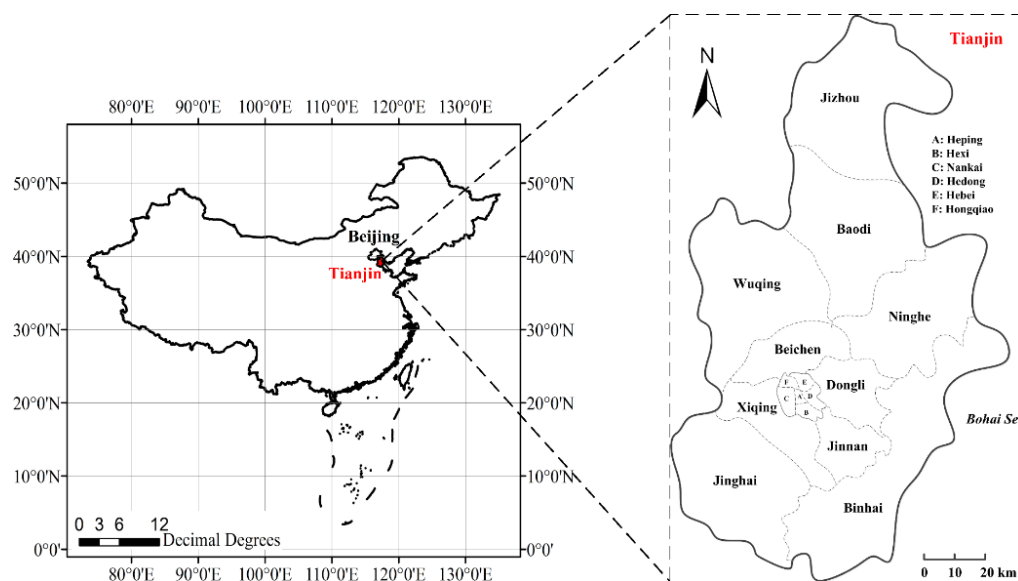 80°0'E 90°0'E 100°0'E 110°0'E 120°0'E 130°0'E
50°0'N 50°0'N
40°0'N 40°0'N
30°0'N 30°0'N
20°0'N 20°0'N
10°0'N 10°0'N
0°0' 0°0'
Beijing
Tianjin
0 3 6 12
Decimal Degrees
80°0'E 90°0'E 100°0'E 110°0'E 120°0'E 130°0'E
Tianjin
N
Jizhou
A: Heping
B: Hexi
C: Nankai
D: Hedong
E: Hebei
F: Hongqiao
Baodi
Wuqing
Ninghe
Beichen
F E
Dongli
C A D
Xiqing
B
Bohai Se
Jinnan
Jinghai
Binhai
0 10 20 km